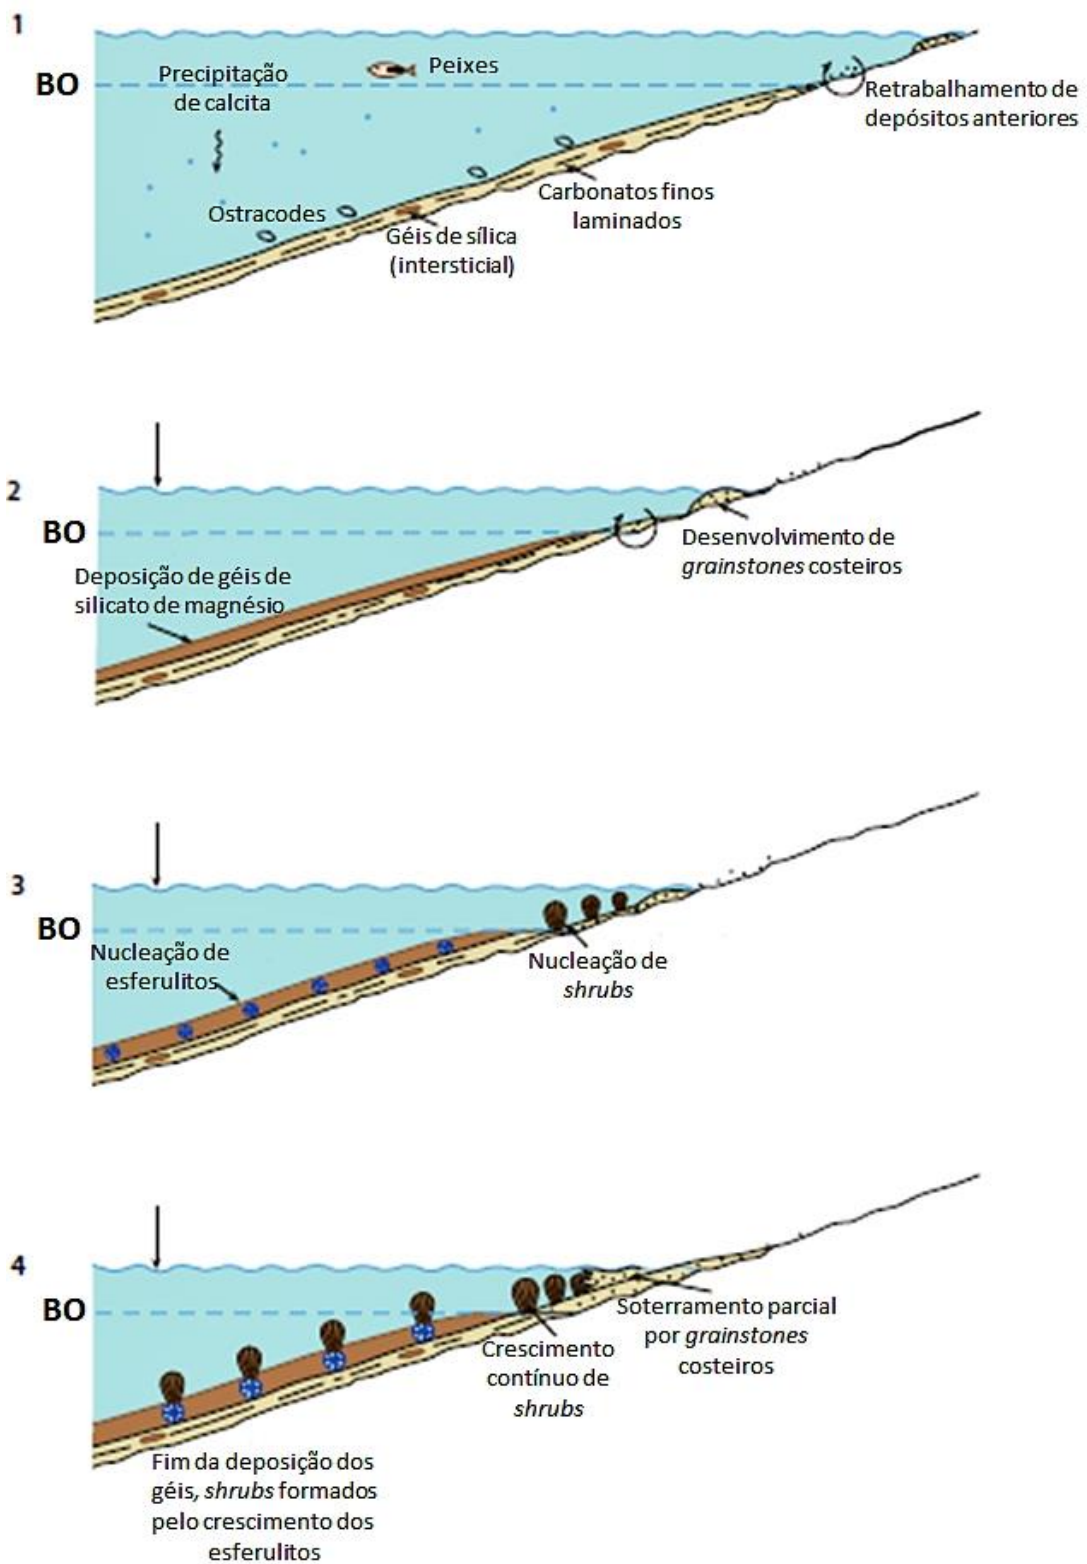 1
BO
Precipitação
de calcita
Peixes
Retrabalhamento de
depósitos anteriores
Ostracodes
Géis de sílica
(intersticial)
Carbonatos finos
laminados
2
BO
Deposição de géis de
silicato de magnésio
Desenvolvimento de
grainstones costeiros
3
BO
Nucleação de
esferulitos
Nucleação de
shrubs
4
BO
Soterramento parcial
por grainstones
costeiros
Crescimento
contínuo de
shrubs
Fim da deposição dos
géis, shrubs formados
pelo crescimento dos
esferulitos